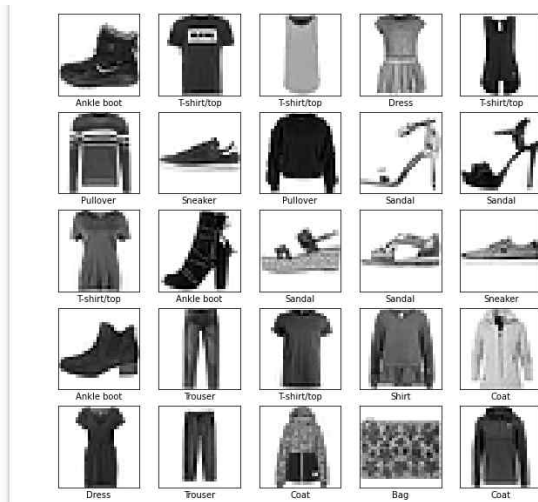 Ankle boot
T-shirt/top
T-shirt/top
Dress
T-shirt/top
Pullover
Sneaker
Pullover
Sandal
Sandal
T-shirt/top
Ankle boot
Sandal
Sandal
Sneaker
Ankle boot
Trouser
T-shirt/top
Shirt
Coat
Dress
Trouser
Coat
Bag
Coat